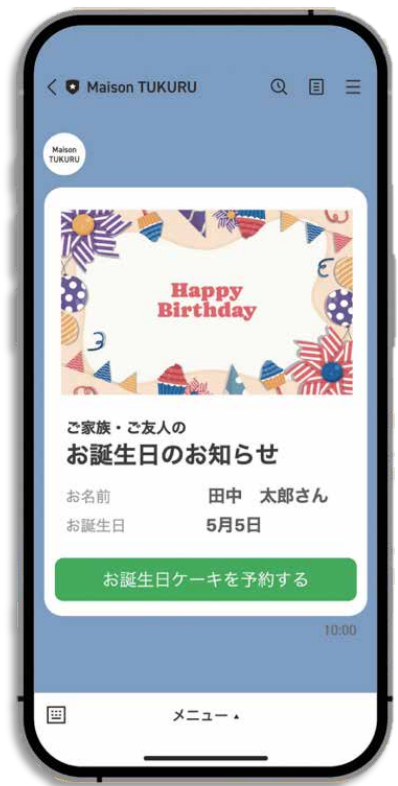 Maison TUKURU
Maison
TUKURU
Happy
Birthday
ご家族・ご友人の
お誕生日のお知らせ
お名前 田中 太郎さん
お誕生日 5月5日
お誕生日ケーキを予約する
10:00
メニュー ▴